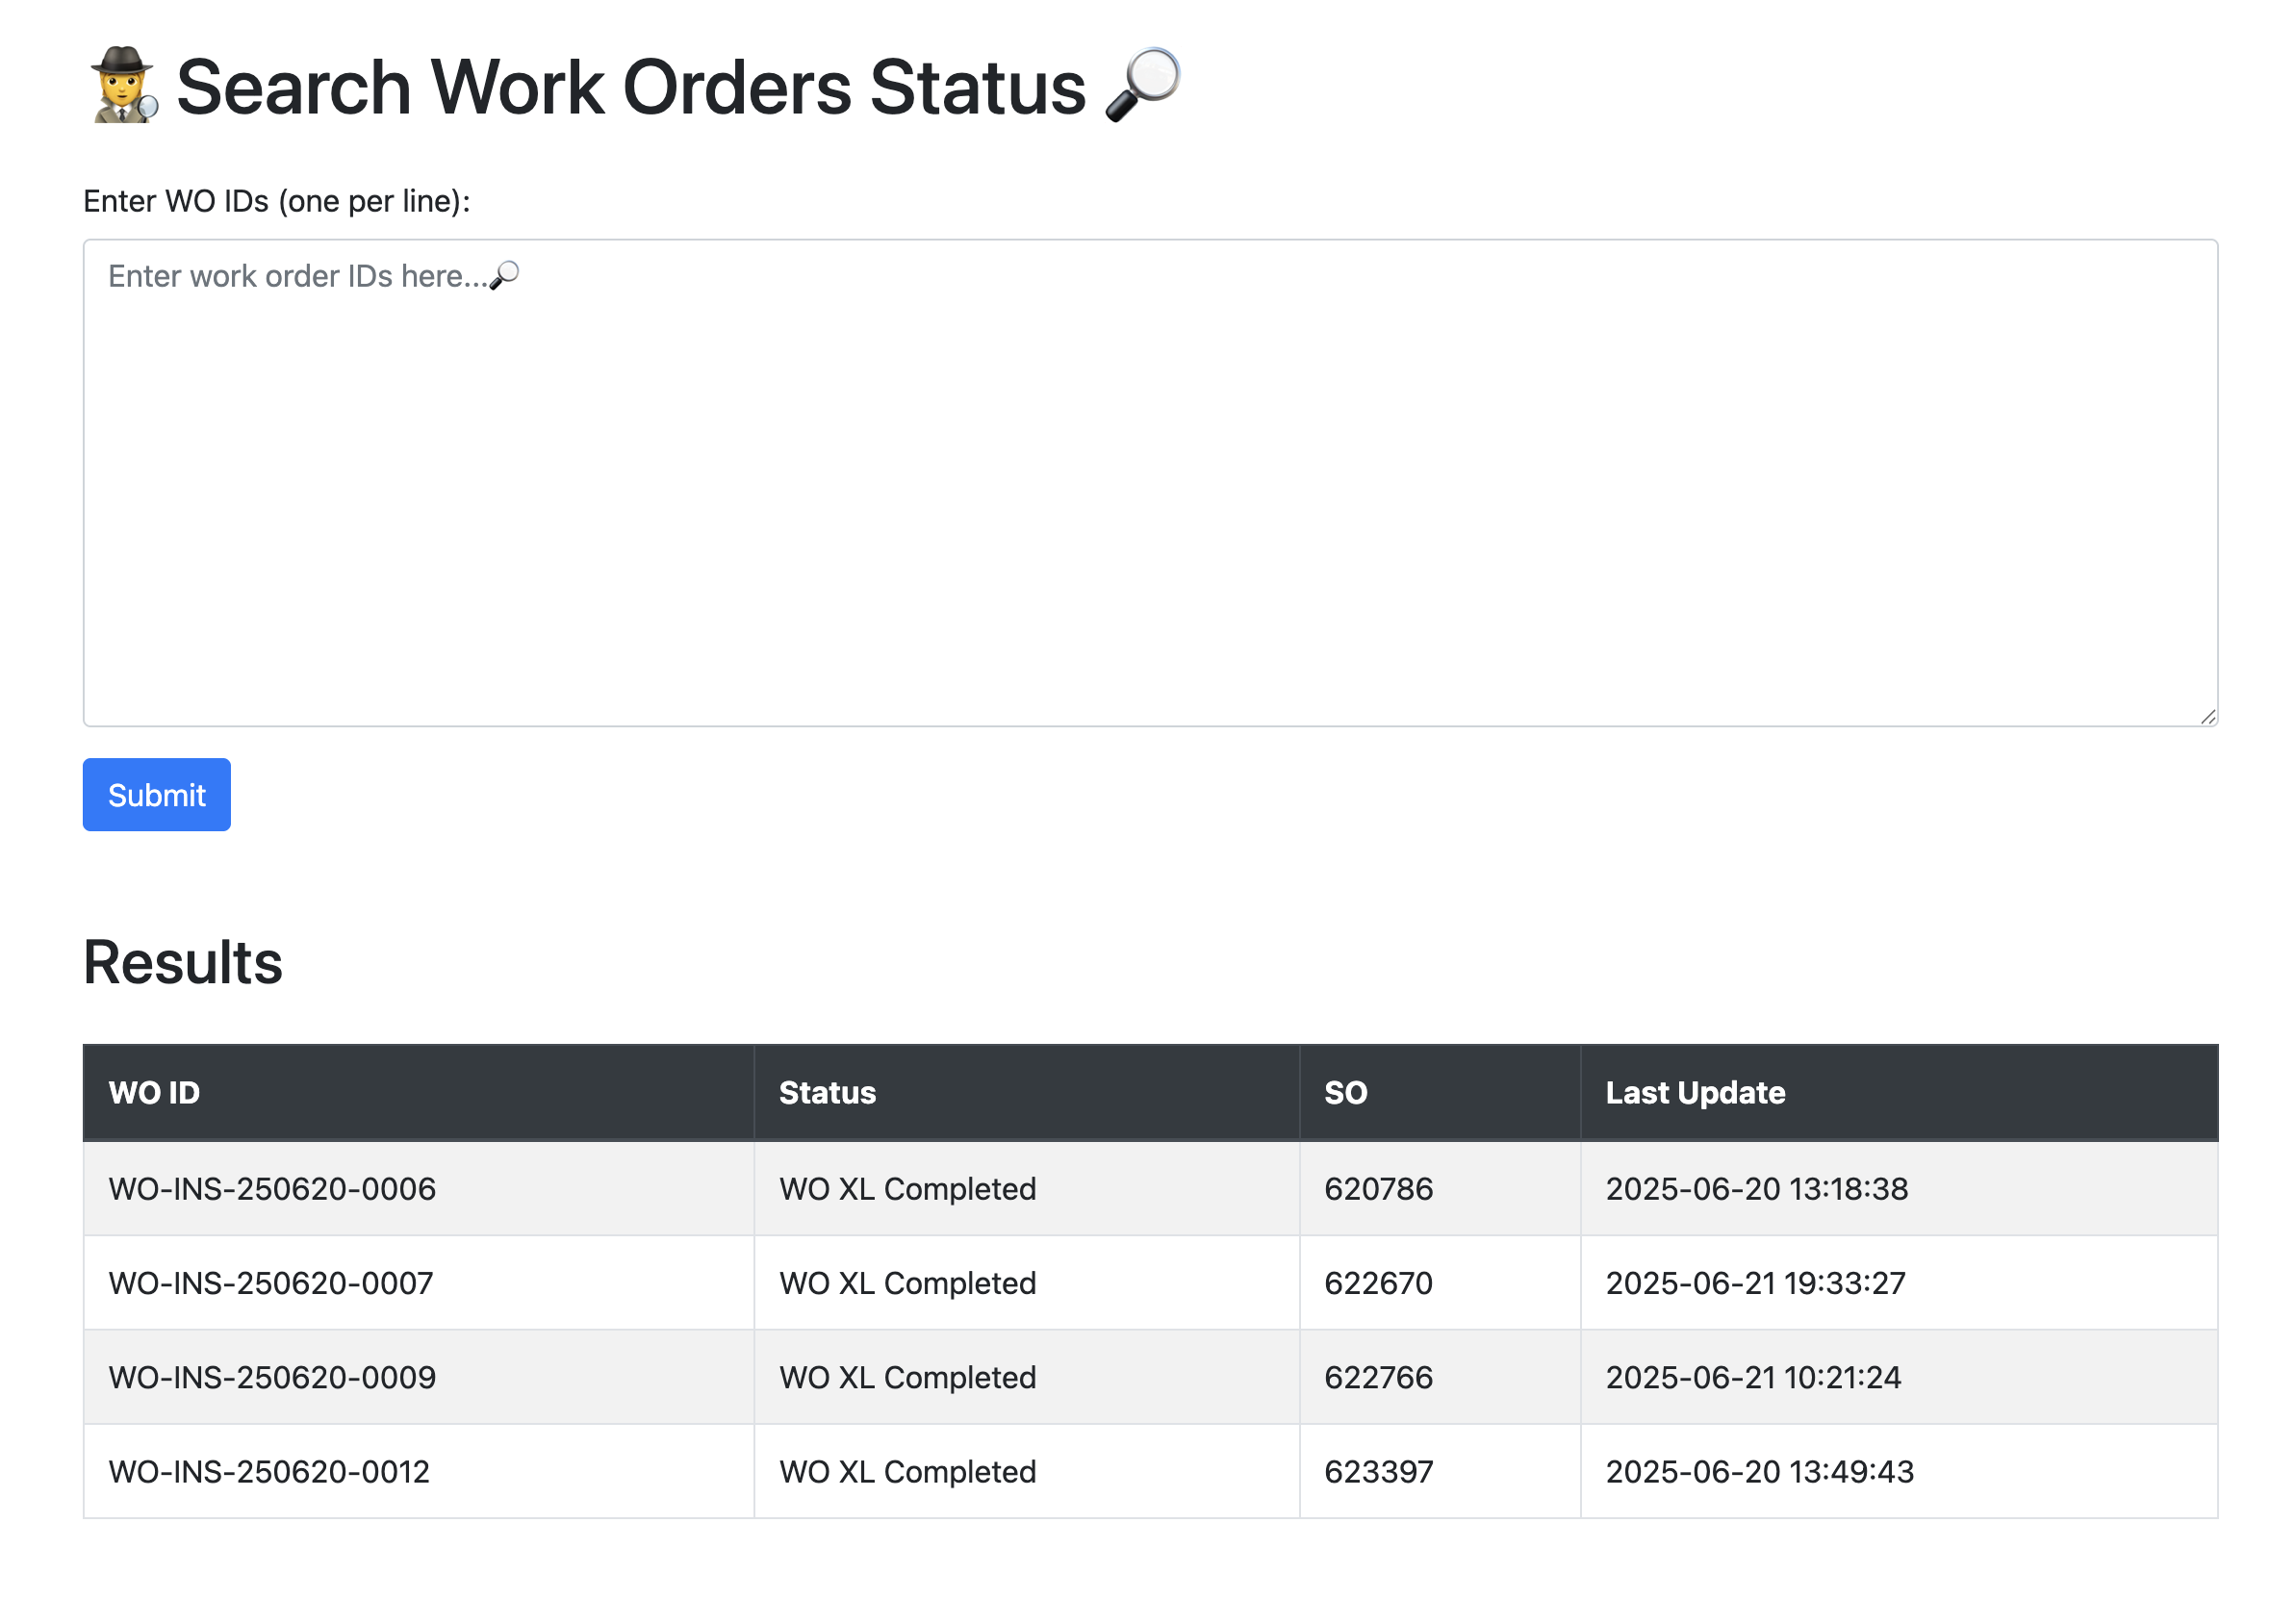 🕵️ Search Work Orders Status 🔎
Enter WO IDs (one per line):
Enter work order IDs here...🔎
Submit
Results
WO ID Status SO Last Update
WO-INS-250620-0006 WO XL Completed 620786 2025-06-20 13:18:38
WO-INS-250620-0007 WO XL Completed 622670 2025-06-21 19:33:27
WO-INS-250620-0009 WO XL Completed 622766 2025-06-21 10:21:24
WO-INS-250620-0012 WO XL Completed 623397 2025-06-20 13:49:43